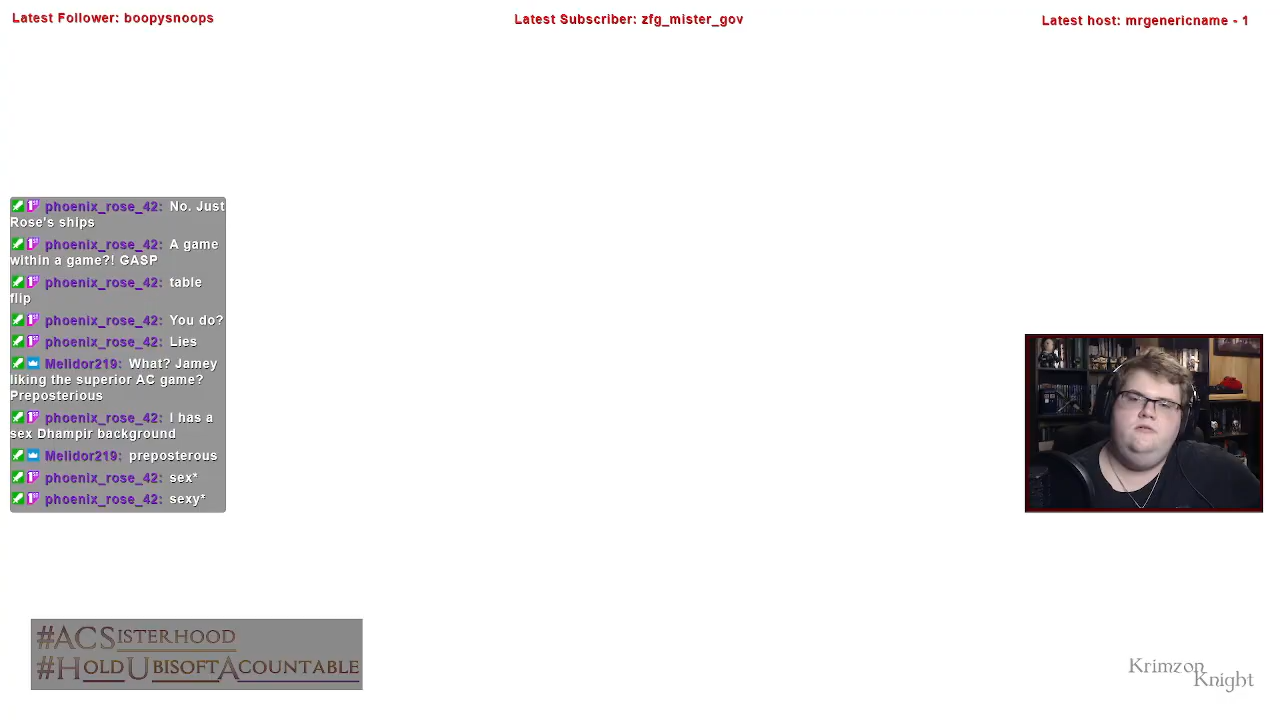 Latest Follower: boopysnoops
Latest Subscriber: zfg_mister_gov
Latest host: mrgenericname - 1
phoenix_rose_42: No. Just
Rose's ships
phoenix_rose_42: A game
within a game?! GASP
phoenix_rose_42: table
flip
phoenix_rose_42: You do?
phoenix_rose_42: Lies
Melidor219: What? Jamey
liking the superior AC game?
Preposterious
phoenix_rose_42: I has a
sex Dhampir background
Melidor219: preposterous
phoenix_rose_42: sex*
phoenix_rose_42: sexy*
#ACSISTERHOOD
#HOLDUBISOFTACOUNTABLE
Krimzon
Knight